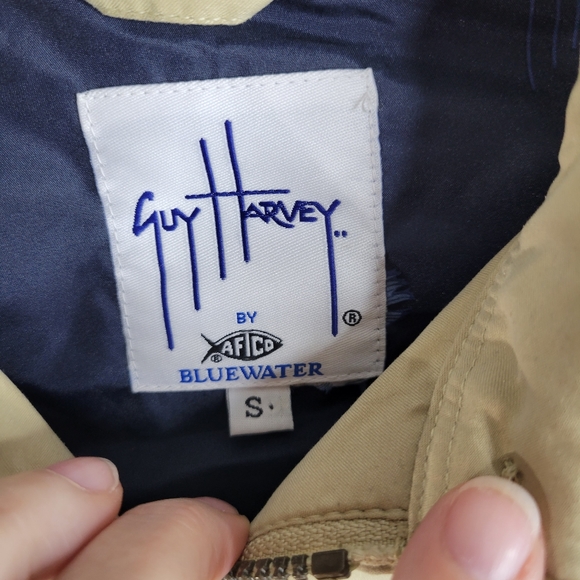 GUY HARVEY..
BY ®
AFTCO
®
BLUEWATER
S.